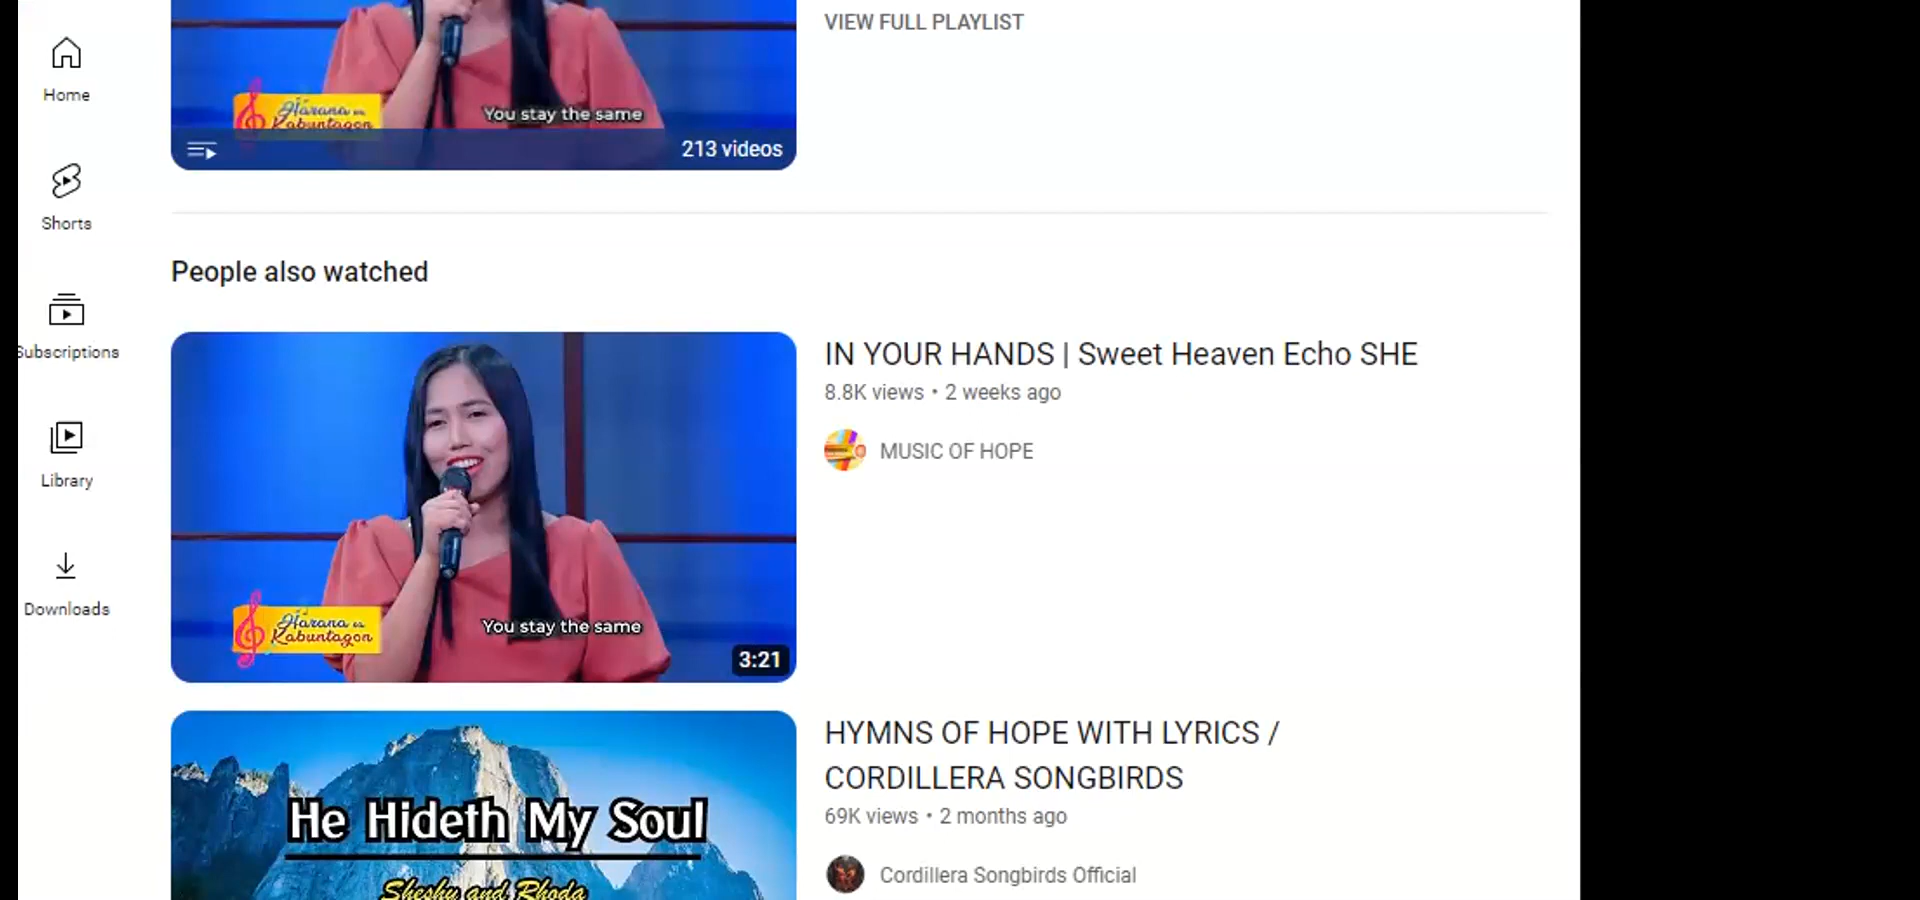 VIEW FULL PLAYLIST
Home
Harana sa
Kabuntagon
You stay the same
213 videos
Shorts
People also watched
Subscriptions
IN YOUR HANDS | Sweet Heaven Echo SHE
8.8K views • 2 weeks ago
MUSIC OF HOPE
Library
Downloads
Harana sa
Kabuntagon
You stay the same
3:21
HYMNS OF HOPE WITH LYRICS /
CORDILLERA SONGBIRDS
69K views • 2 months ago
He Hideth My Soul
Sheshy and Rhoda
Cordillera Songbirds Official